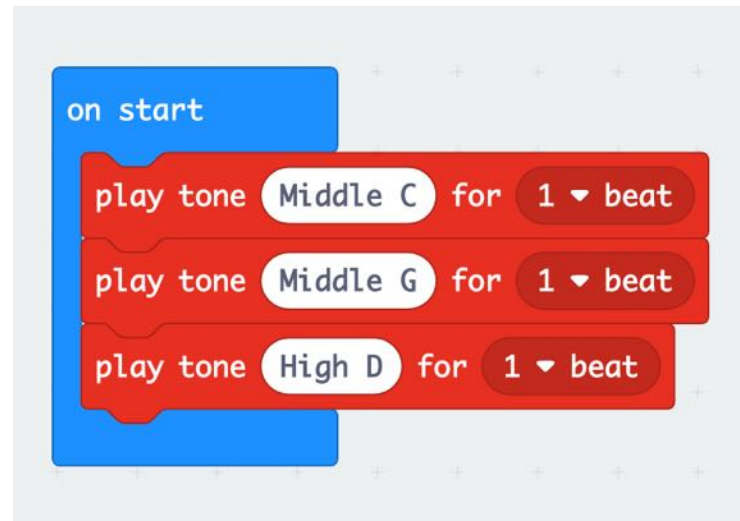 on start
play tone Middle C for 1 beat
play tone Middle G for 1 beat
play tone High D for 1 beat